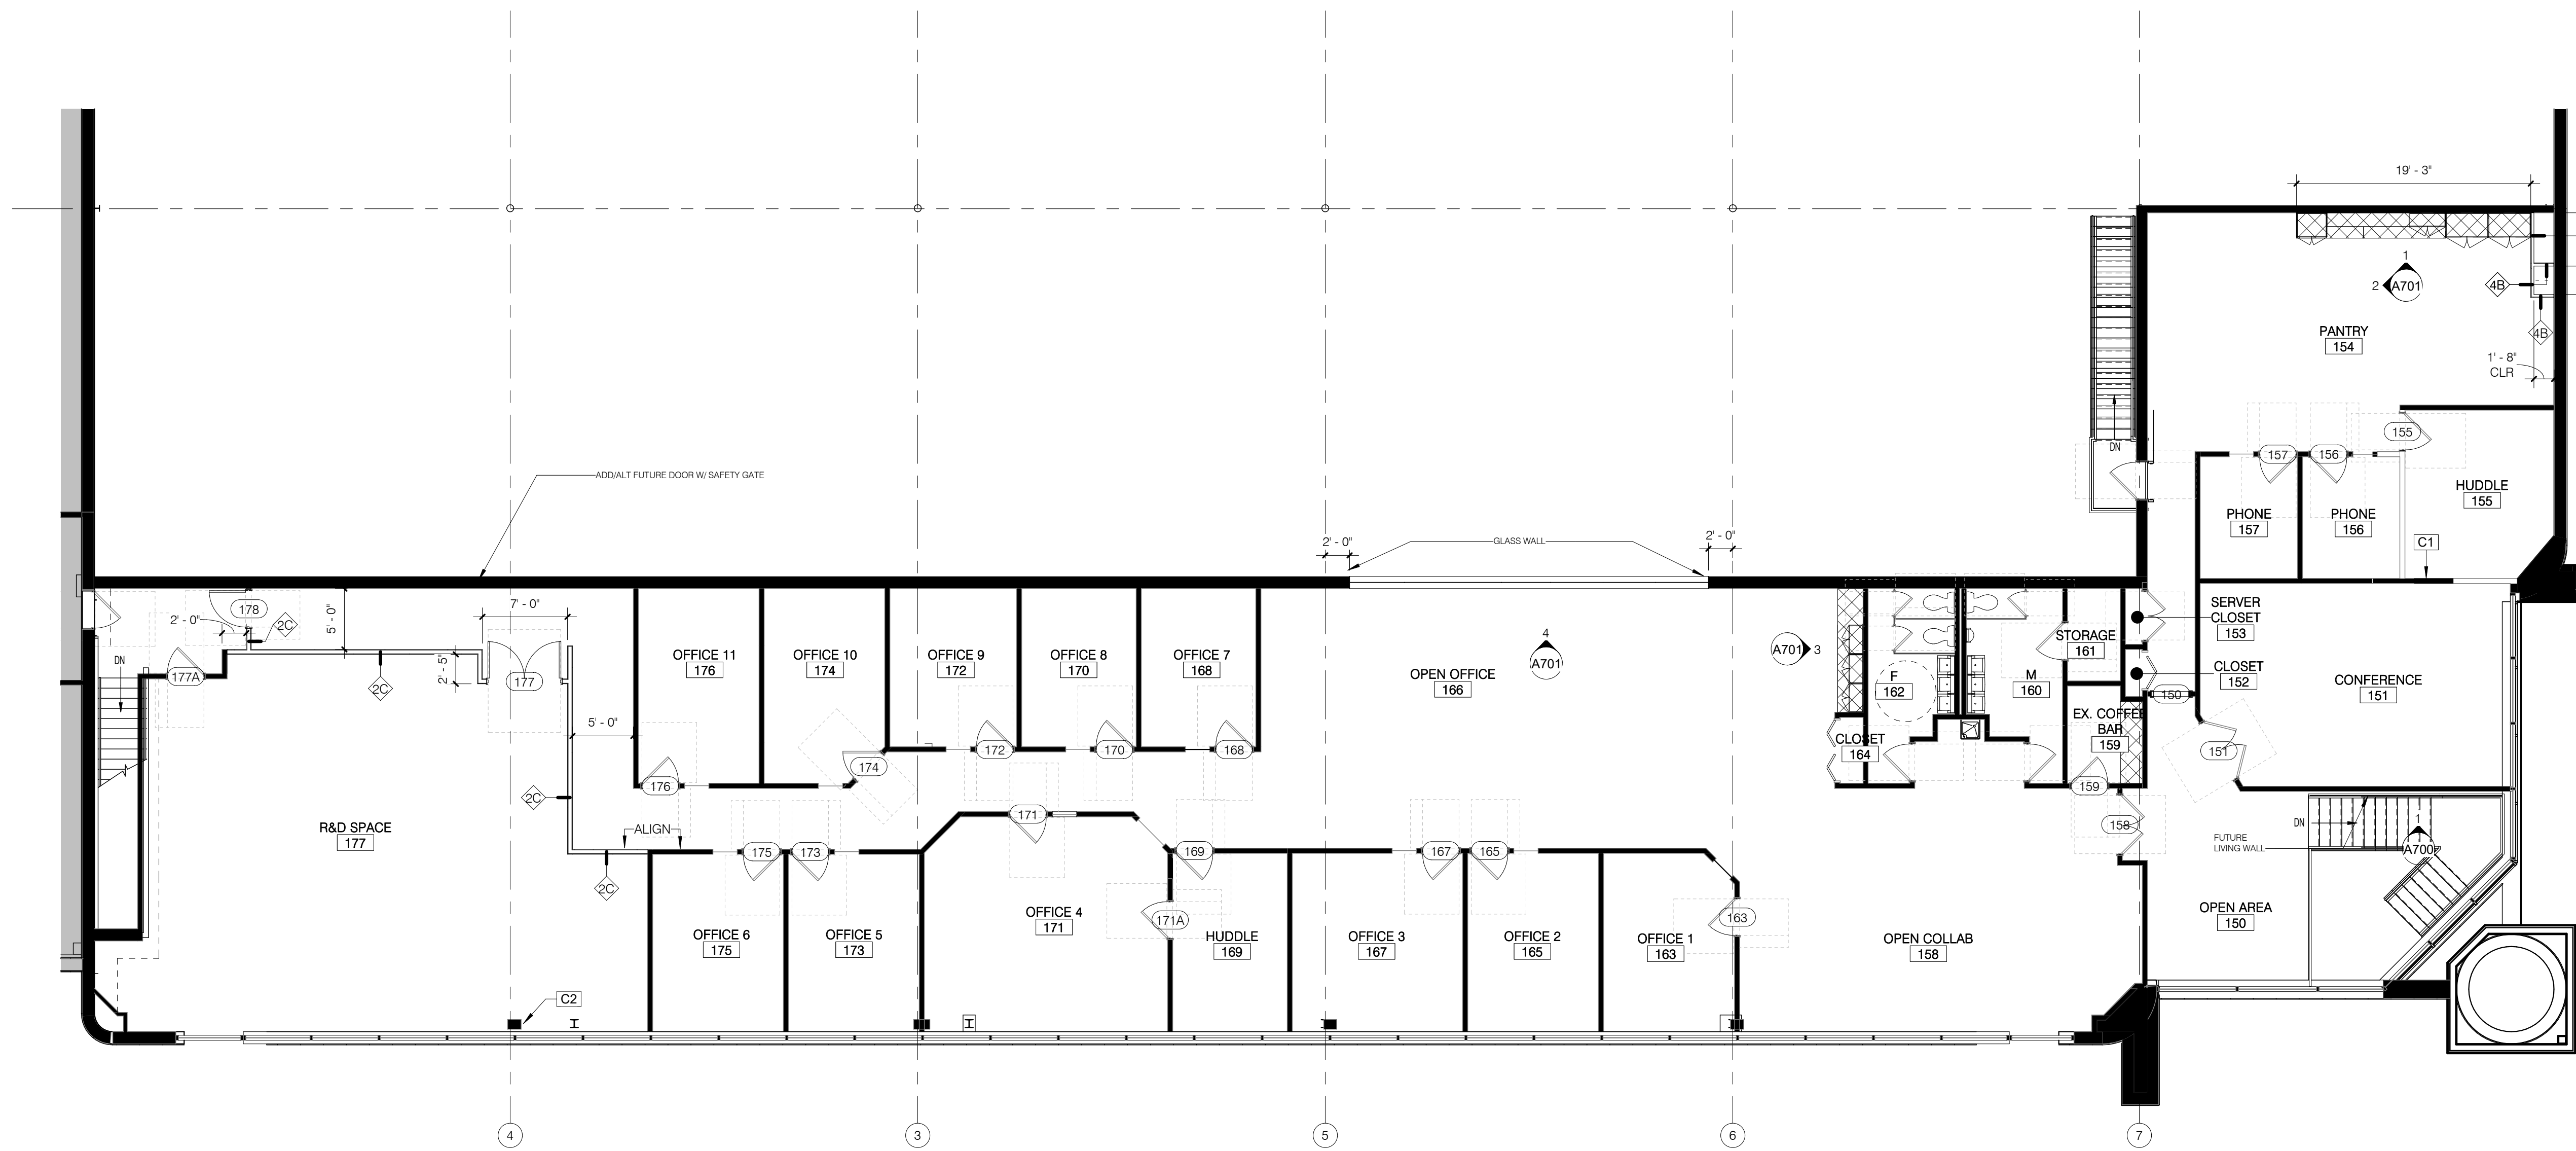 19' - 3"
1
2
A701
4B
4B
PANTRY
154
1' - 8"
CLR
155
DN
157
156
ADD/ALT FUTURE DOOR W/ SAFETY GATE
HUDDLE
155
PHONE
157
PHONE
156
2' - 0"
GLASS WALL
2' - 0"
C1
178
2' - 0"
2C
5' - 0"
7' - 0"
SERVER
CLOSET
153
STORAGE
161
4
A701
A701
3
DN
177A
2C
2' - 5"
177
OFFICE 11
176
OFFICE 10
174
OFFICE 9
172
OFFICE 8
170
OFFICE 7
168
OPEN OFFICE
166
F
162
M
160
CLOSET
152
150
CONFERENCE
151
5' - 0"
EX. COFFEE
BAR
159
172
170
168
CLOSET
164
151
174
176
159
2C
R&D SPACE
177
ALIGN
171
158
DN
1
A700
FUTURE
LIVING WALL
175
173
169
167
165
2C
OFFICE 4
171
171A
163
OPEN AREA
150
OFFICE 6
175
OFFICE 5
173
HUDDLE
169
OFFICE 3
167
OFFICE 2
165
OFFICE 1
163
OPEN COLLAB
158
C2
4
3
5
6
7